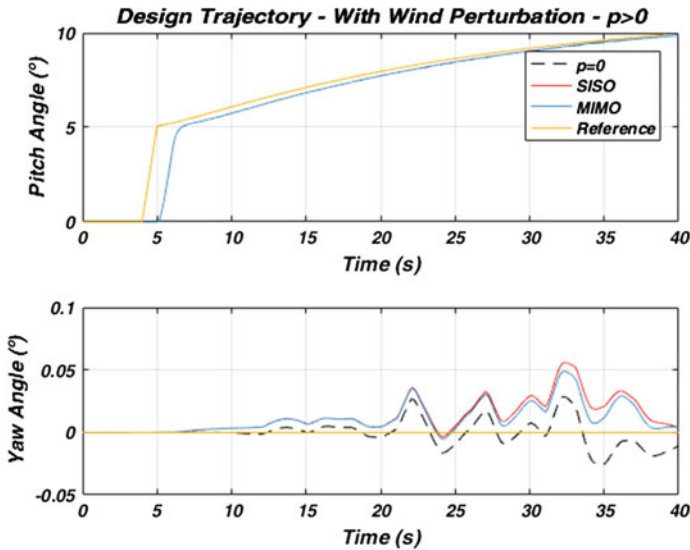 Design Trajectory - With Wind Perturbation - p>0
10
5
0
Pitch Angle (°)
p=0
SISO
MIMO
Reference
0 5 10 15 20 25 30 35 40
Time (s)
0.1
0.05
0
-0.05
Yaw Angle (°)
0 5 10 15 20 25 30 35 40
Time (s)